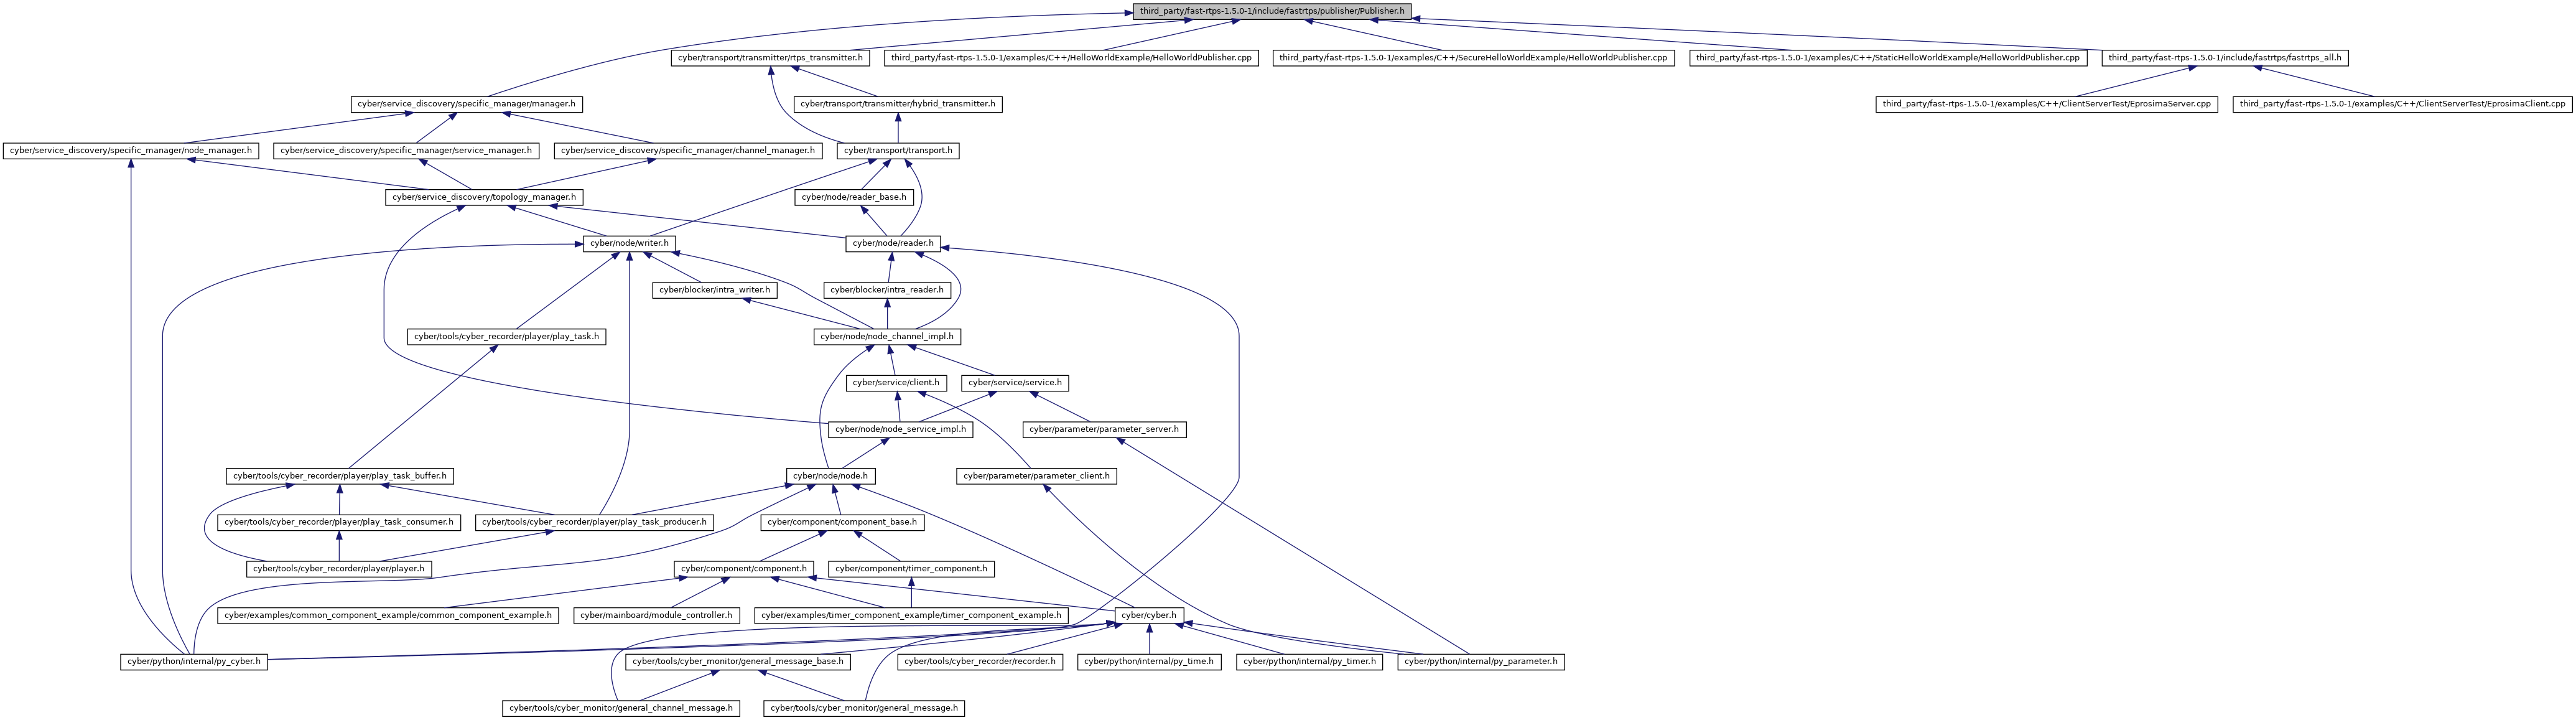 third_party/fast-rtps-1.5.0-1/include/fastrtps/publisher/Publisher.h
cyber/transport/transmitter/rtps_transmitter.h
third_party/fast-rtps-1.5.0-1/examples/C++/HelloWorldExample/HelloWorldPublisher.cpp
third_party/fast-rtps-1.5.0-1/examples/C++/SecureHelloWorldExample/HelloWorldPublisher.cpp
third_party/fast-rtps-1.5.0-1/examples/C++/StaticHelloWorldExample/HelloWorldPublisher.cpp
third_party/fast-rtps-1.5.0-1/include/fastrtps/fastrtps_all.h
cyber/service_discovery/specific_manager/manager.h
cyber/transport/transmitter/hybrid_transmitter.h
third_party/fast-rtps-1.5.0-1/examples/C++/ClientServerTest/EprosimaServer.cpp
third_party/fast-rtps-1.5.0-1/examples/C++/ClientServerTest/EprosimaClient.cpp
cyber/service_discovery/specific_manager/node_manager.h
cyber/service_discovery/specific_manager/service_manager.h
cyber/service_discovery/specific_manager/channel_manager.h
cyber/transport/transport.h
cyber/service_discovery/topology_manager.h
cyber/node/reader_base.h
cyber/node/writer.h
cyber/node/reader.h
cyber/blocker/intra_writer.h
cyber/blocker/intra_reader.h
cyber/tools/cyber_recorder/player/play_task.h
cyber/node/node_channel_impl.h
cyber/service/client.h
cyber/service/service.h
cyber/node/node_service_impl.h
cyber/parameter/parameter_server.h
cyber/tools/cyber_recorder/player/play_task_buffer.h
cyber/node/node.h
cyber/parameter/parameter_client.h
cyber/tools/cyber_recorder/player/play_task_consumer.h
cyber/tools/cyber_recorder/player/play_task_producer.h
cyber/component/component_base.h
cyber/tools/cyber_recorder/player/player.h
cyber/component/component.h
cyber/component/timer_component.h
cyber/examples/common_component_example/common_component_example.h
cyber/mainboard/module_controller.h
cyber/examples/timer_component_example/timer_component_example.h
cyber/cyber.h
cyber/python/internal/py_cyber.h
cyber/tools/cyber_monitor/general_message_base.h
cyber/tools/cyber_recorder/recorder.h
cyber/python/internal/py_time.h
cyber/python/internal/py_timer.h
cyber/python/internal/py_parameter.h
cyber/tools/cyber_monitor/general_channel_message.h
cyber/tools/cyber_monitor/general_message.h